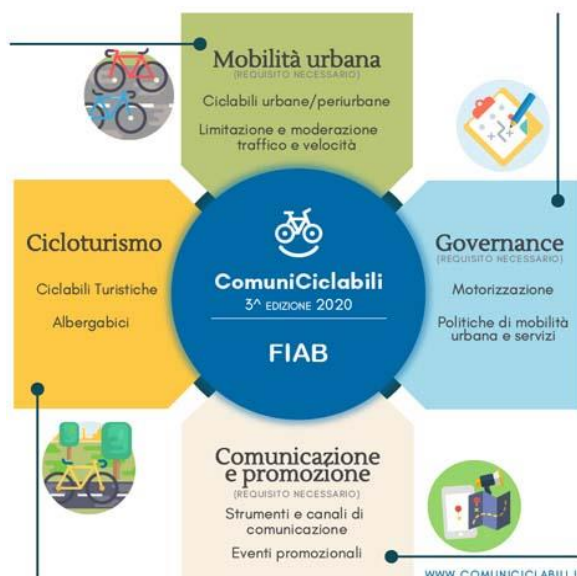 Mobilità urbana
(REQUISITO NECESSARIO)
Ciclabili urbane/periurbane
Limitazione e moderazione
traffico e velocità
Cicloturismo
Ciclabili Turistiche
Albergabici
ComuniCiclabili
3^ EDIZIONE 2020
FIAB
Governance
(REQUISITO NECESSARIO)
Motorizzazione
Politiche di mobilità
urbana e servizi
Comunicazione
e promozione
(REQUISITO NECESSARIO)
Strumenti e canali di
comunicazione
Eventi promozionali